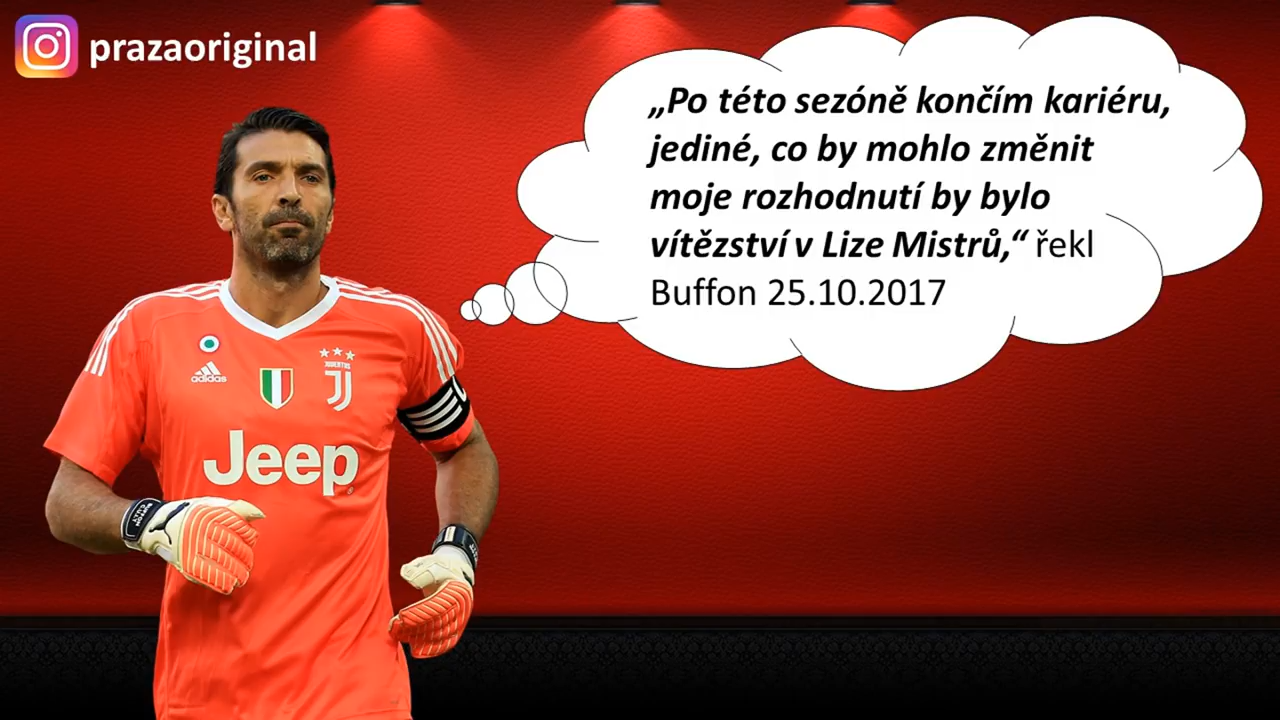 prazaoriginal
„Po této sezóně končím kariéru,
jediné, co by mohlo změnit
moje rozhodnutí by bylo
vítězství v Lize Mistrů,“ řekl
Buffon 25.10.2017
adidas
JUVENTUS
Jeep